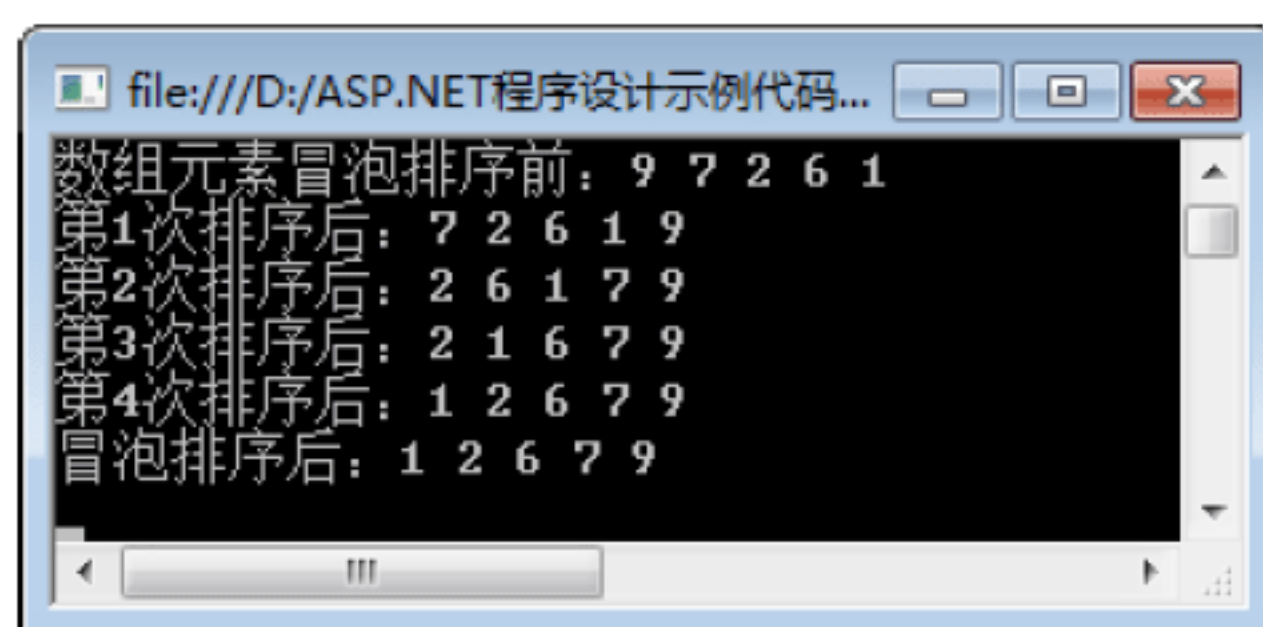 file:///D:/ASP.NET程序设计示例代码...
数组元素冒泡排序前：9 7 2 6 1
第1次排序后：7 2 6 1 9
第2次排序后：2 6 1 7 9
第3次排序后：2 1 6 7 9
第4次排序后：1 2 6 7 9
冒泡排序后：1 2 6 7 9